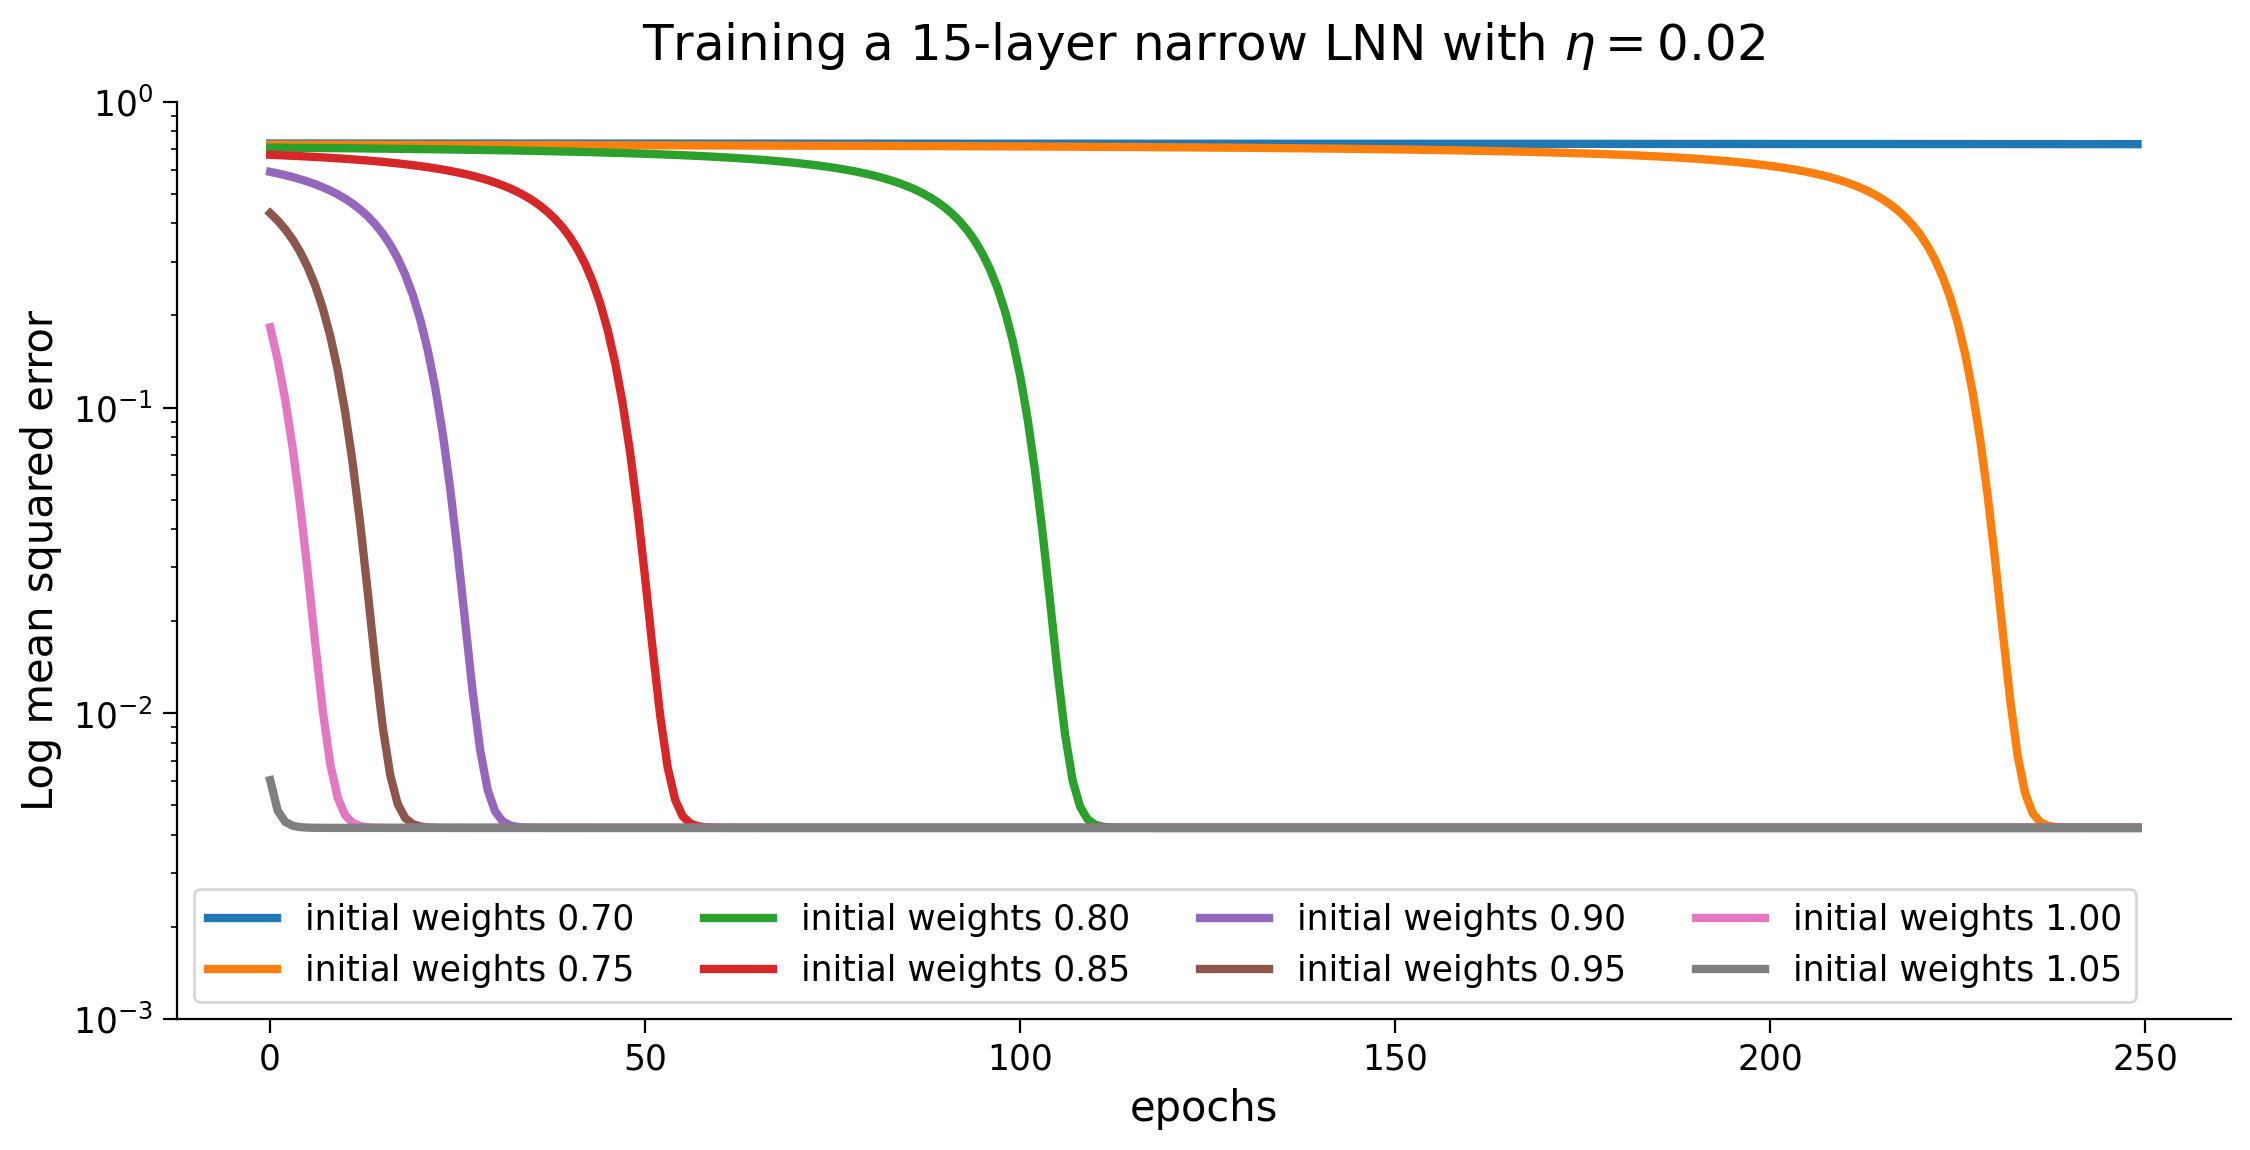 Training a 15-layer narrow LNN with η = 0.02
Log mean squared error
10⁰
10⁻¹
10⁻²
10⁻³
initial weights 0.70
initial weights 0.75
initial weights 0.80
initial weights 0.85
initial weights 0.90
initial weights 0.95
initial weights 1.00
initial weights 1.05
0 50 100 150 200 250
epochs